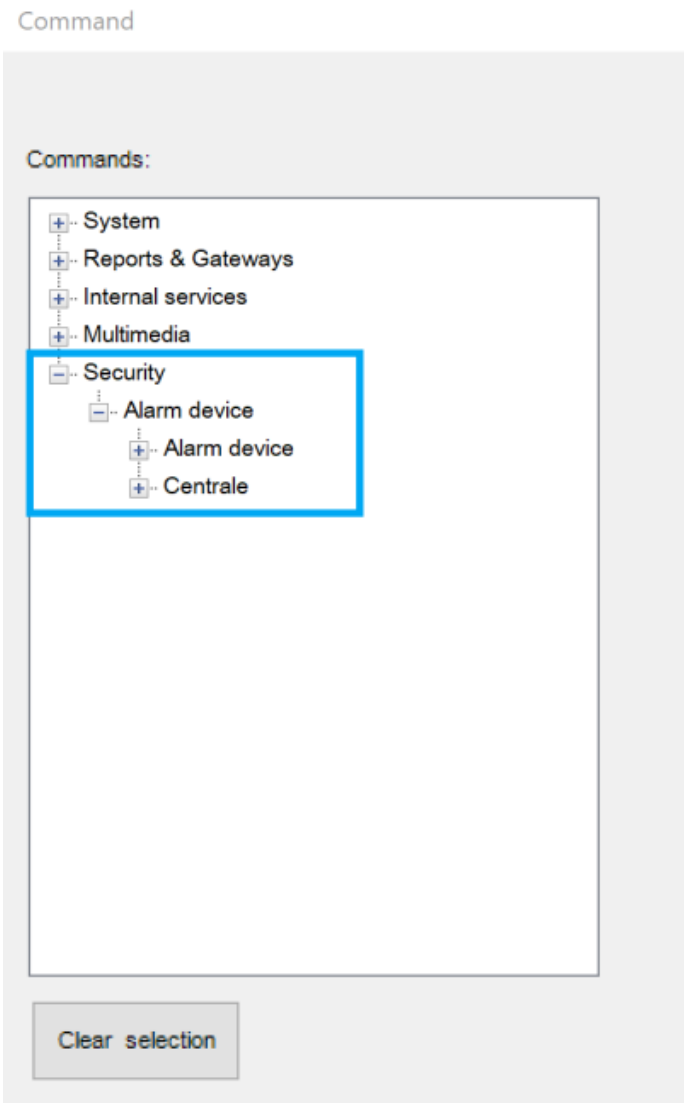 Command
Commands:
System
Reports & Gateways
Internal services
Multimedia
Security
Alarm device
Alarm device
Centrale
Clear selection